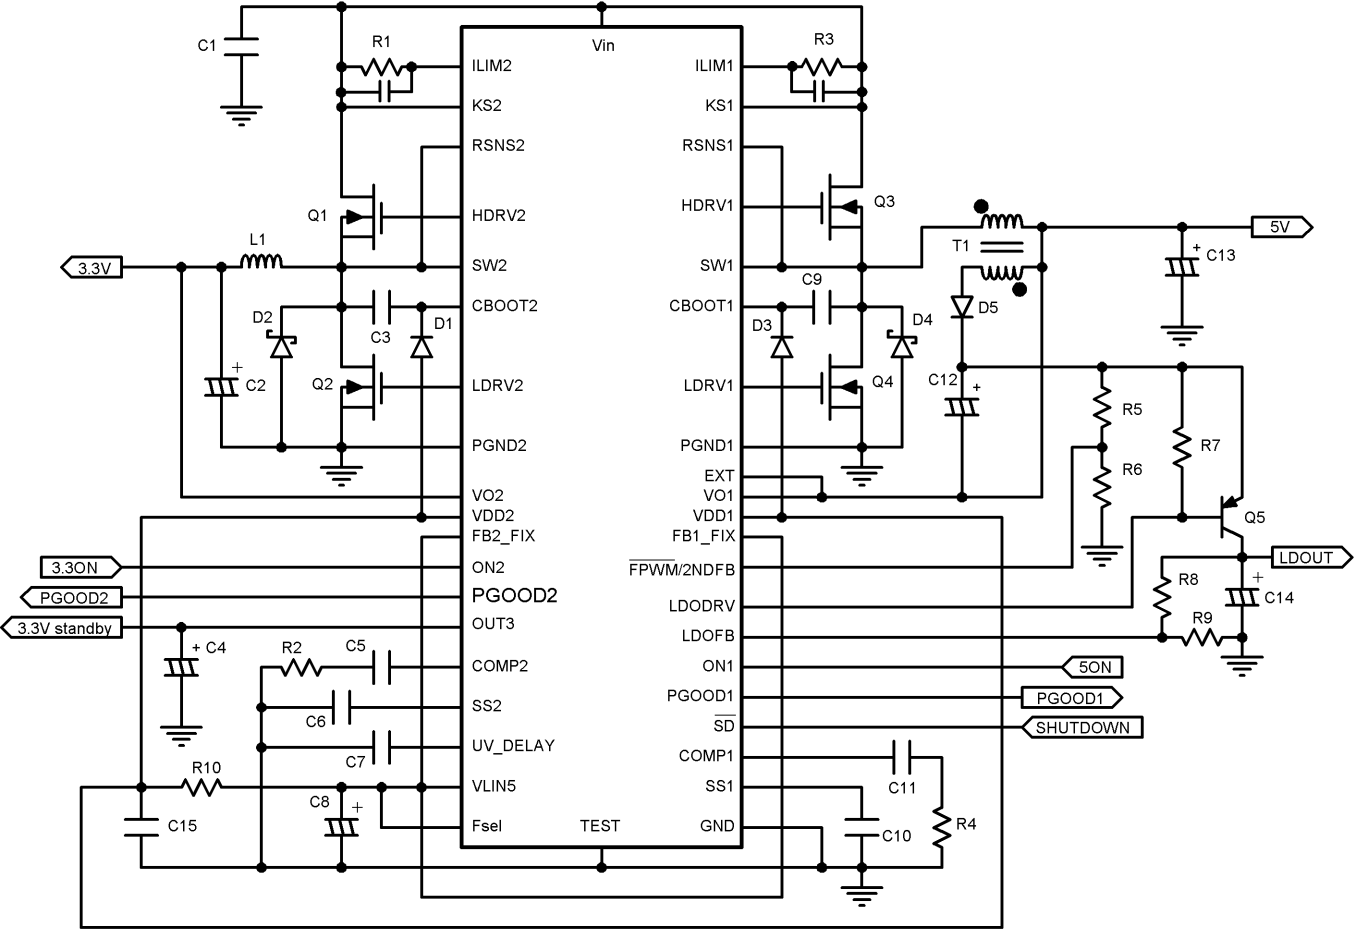 C1
R1
Vin
R3
ILIM2
ILIM1
KS2
KS1
RSNS2
RSNS1
Q1
HDRV2
HDRV1
Q3
3.3V
L1
SW2
SW1
T1
5V
+ C13
D2
C3
D1
CBOOT2
CBOOT1
C9
D3
D4
D5
+ C2
Q2
LDRV2
LDRV1
Q4
C12 +
R5
R7
PGND2
PGND1
R6
EXT
VO2
VO1
VDD2
VDD1
Q5
FB2_FIX
FB1_FIX
3.3ON
ON2
FPWM/2NDFB
LDOUT
PGOOD2
PGOOD2
LDODRV
R8
+ C14
3.3V standby
OUT3
LDOFB
R9
+ C4
R2
C5
COMP2
ON1
5ON
C6
SS2
PGOOD1
PGOOD1
SD
SHUTDOWN
C7
UV_DELAY
COMP1
C11
R10
VLIN5
SS1
C15
C8 +
Fsel
TEST
GND
C10
R4